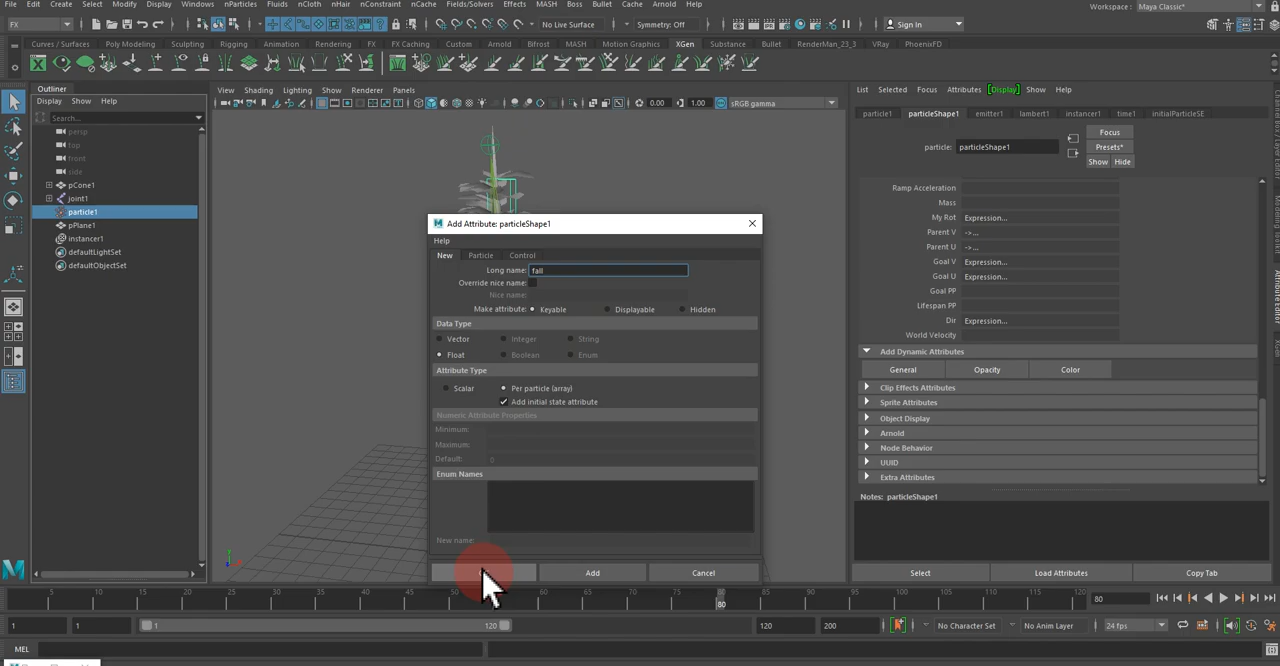 File Edit Create Select Modify Display Windows nParticles Fluids nCloth nHair nConstraint nCache Fields/Solvers Effects MASH Boss Bullet Cache Arnold Help Workspace : Maya Classic*
FX No Live Surface Symmetry: Off Sign In
Curves / Surfaces Poly Modeling Sculpting Rigging Animation Rendering FX FX Caching Custom Arnold Bifrost MASH Motion Graphics XGen Substance Bullet RenderMan_23_3 VRay PhoenixFD
Outliner
Display Show Help
Search...
persp
top
front
side
pCone1
joint1
particle1
pPlane1
instancer1
defaultLightSet
defaultObjectSet
View Shading Lighting Show Renderer Panels
0.00 1.00 sRGB gamma
List Selected Focus Attributes Display Show Help
particle1 particleShape1 emitter1 lambert1 instancer1 time1 initialParticleSE
particle: particleShape1
Focus
Presets*
Show Hide
Ramp Acceleration
Mass
My Rot Expression...
Parent V ->...
Parent U ->...
Goal V Expression...
Goal U Expression...
Goal PP
Lifespan PP
Dir Expression...
World Velocity
Add Dynamic Attributes
General Opacity Color
Clip Effects Attributes
Sprite Attributes
Object Display
Arnold
Node Behavior
UUID
Extra Attributes
Notes: particleShape1
Select Load Attributes Copy Tab
Add Attribute: particleShape1
Help
New Particle Control
Long name: fall
Override nice name:
Nice name:
Make attribute: Keyable Displayable Hidden
Data Type
Vector Integer String
Float Boolean Enum
Attribute Type
Scalar Per particle (array)
Add initial state attribute
Numeric Attribute Properties
Minimum:
Maximum:
Default: 0
Enum Names
New name:
Add Cancel
5 10 15 20 25 30 35 40 45 50 55 60 65 70 75 80 85 90 95 100 105 110 115 120
80 80
1 1 1 120 120 200 No Character Set No Anim Layer 24 fps
MEL